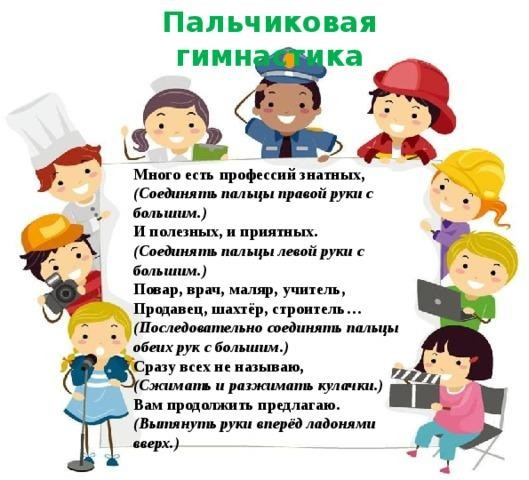 Пальчиковая
гимнастика
Много есть профессий знатных,
(Соединять пальцы правой руки с
большим.)
И полезных, и приятных.
(Соединять пальцы левой руки с
большим.)
Повар, врач, маляр, учитель,
Продавец, шахтёр, строитель…
(Последовательно соединять пальцы
обеих рук с большим.)
Сразу всех не называю,
(Сжимать и разжимать кулачки.)
Вам продолжить предлагаю.
(Вытянуть руки вперёд ладонями
вверх.)